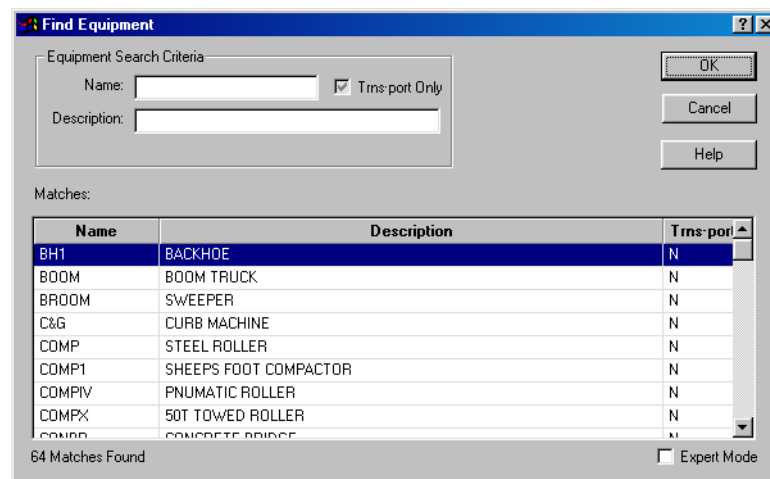 Find Equipment
Equipment Search Criteria
Name:
Trns·port Only
Description:
OK
Cancel
Help
Matches:
Name Description Trns·port
BH1 BACKHOE N
BOOM BOOM TRUCK N
BROOM SWEEPER N
C&G CURB MACHINE N
COMP STEEL ROLLER N
COMP1 SHEEPS FOOT COMPACTOR N
COMPIV PNUMATIC ROLLER N
COMPX 50T TOWED ROLLER N
CONCRETE BRIDGE N
64 Matches Found
Expert Mode